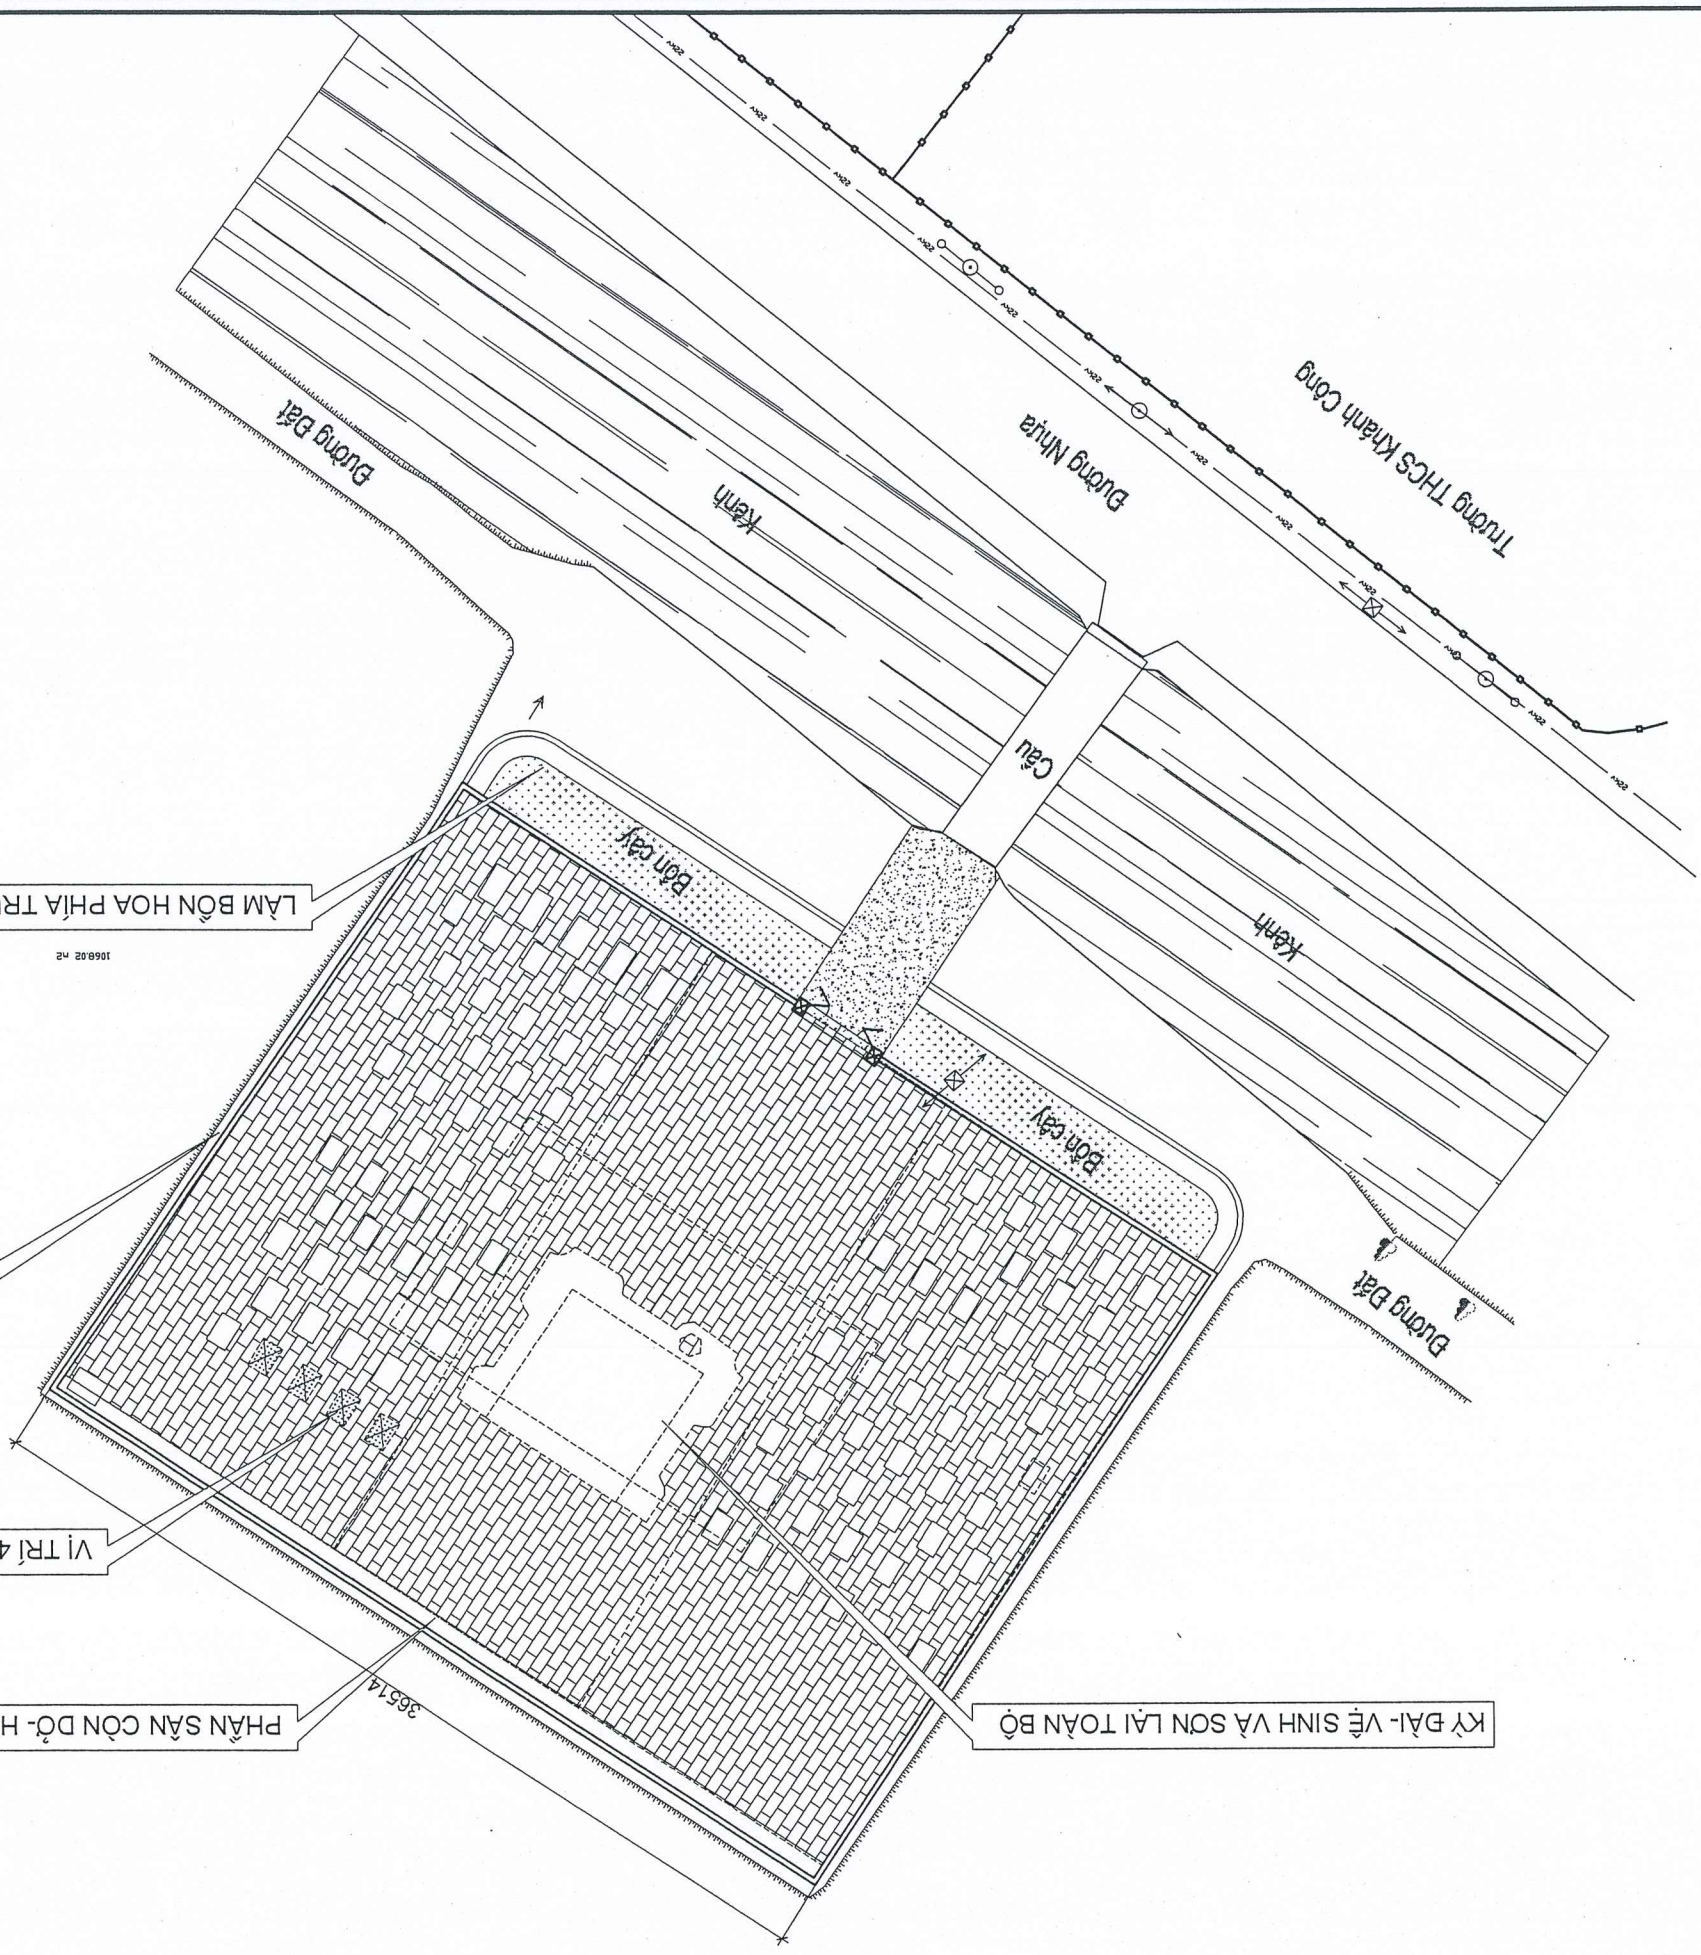 KỲ ĐÀI- VỆ SINH VÀ SƠN LẠI TOÀN BỘ
PHẦN SÂN CÒN DỞ- H
36514
VỊ TRÍ 4
Đường Đất
Bồn cây
1068.02 m2
LÀM BỒN HOA PHÍA TR
Kênh
Bồn cây
Cầu
Trường THCS Khánh Công
Đường Nhựa
Kênh
Đường Đất